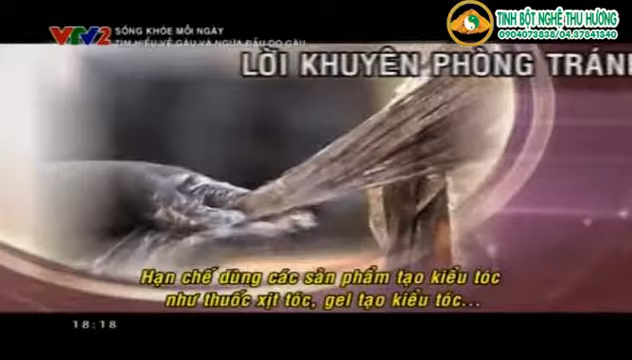 VTV2
SỐNG KHỎE MỖI NGÀY
TÌM HIỂU VỀ GÀU VÀ NGỨA ĐẦU DO GÀU
TINH BỘT NGHỆ THU HƯỜNG
0904073838/04.37841340
LỜI KHUYÊN PHÒNG TRÁNH
Hạn chế dùng các sản phẩm tạo kiểu tóc
như thuốc xịt tóc, gel tạo kiểu tóc...
18:18